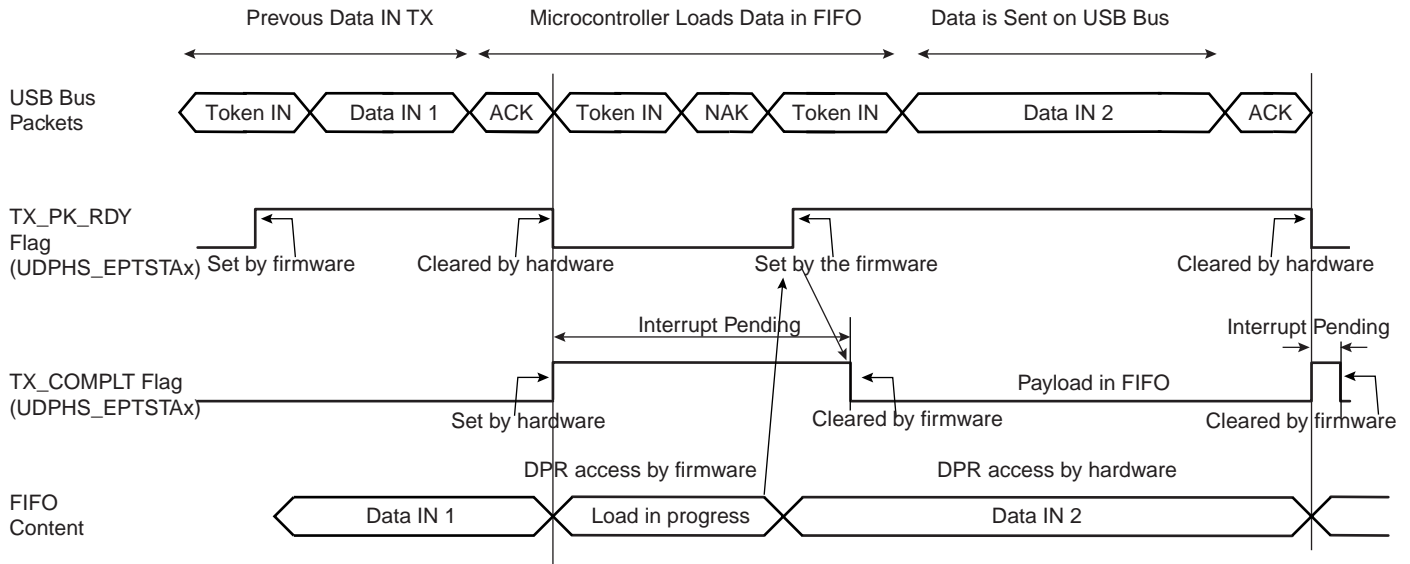 Prevous Data IN TX
Microcontroller Loads Data in FIFO
Data is Sent on USB Bus
USB Bus
Packets
Token IN
Data IN 1
ACK
Token IN
NAK
Token IN
Data IN 2
ACK
TX_PK_RDY
Flag
(UDPHS_EPTSTAx)
Set by firmware
Cleared by hardware
Set by the firmware
Cleared by hardware
Interrupt Pending
Interrupt Pending
TX_COMPLT Flag
(UDPHS_EPTSTAx)
Payload in FIFO
Set by hardware
Cleared by firmware
Cleared by firmware
DPR access by firmware
DPR access by hardware
FIFO
Content
Data IN 1
Load in progress
Data IN 2